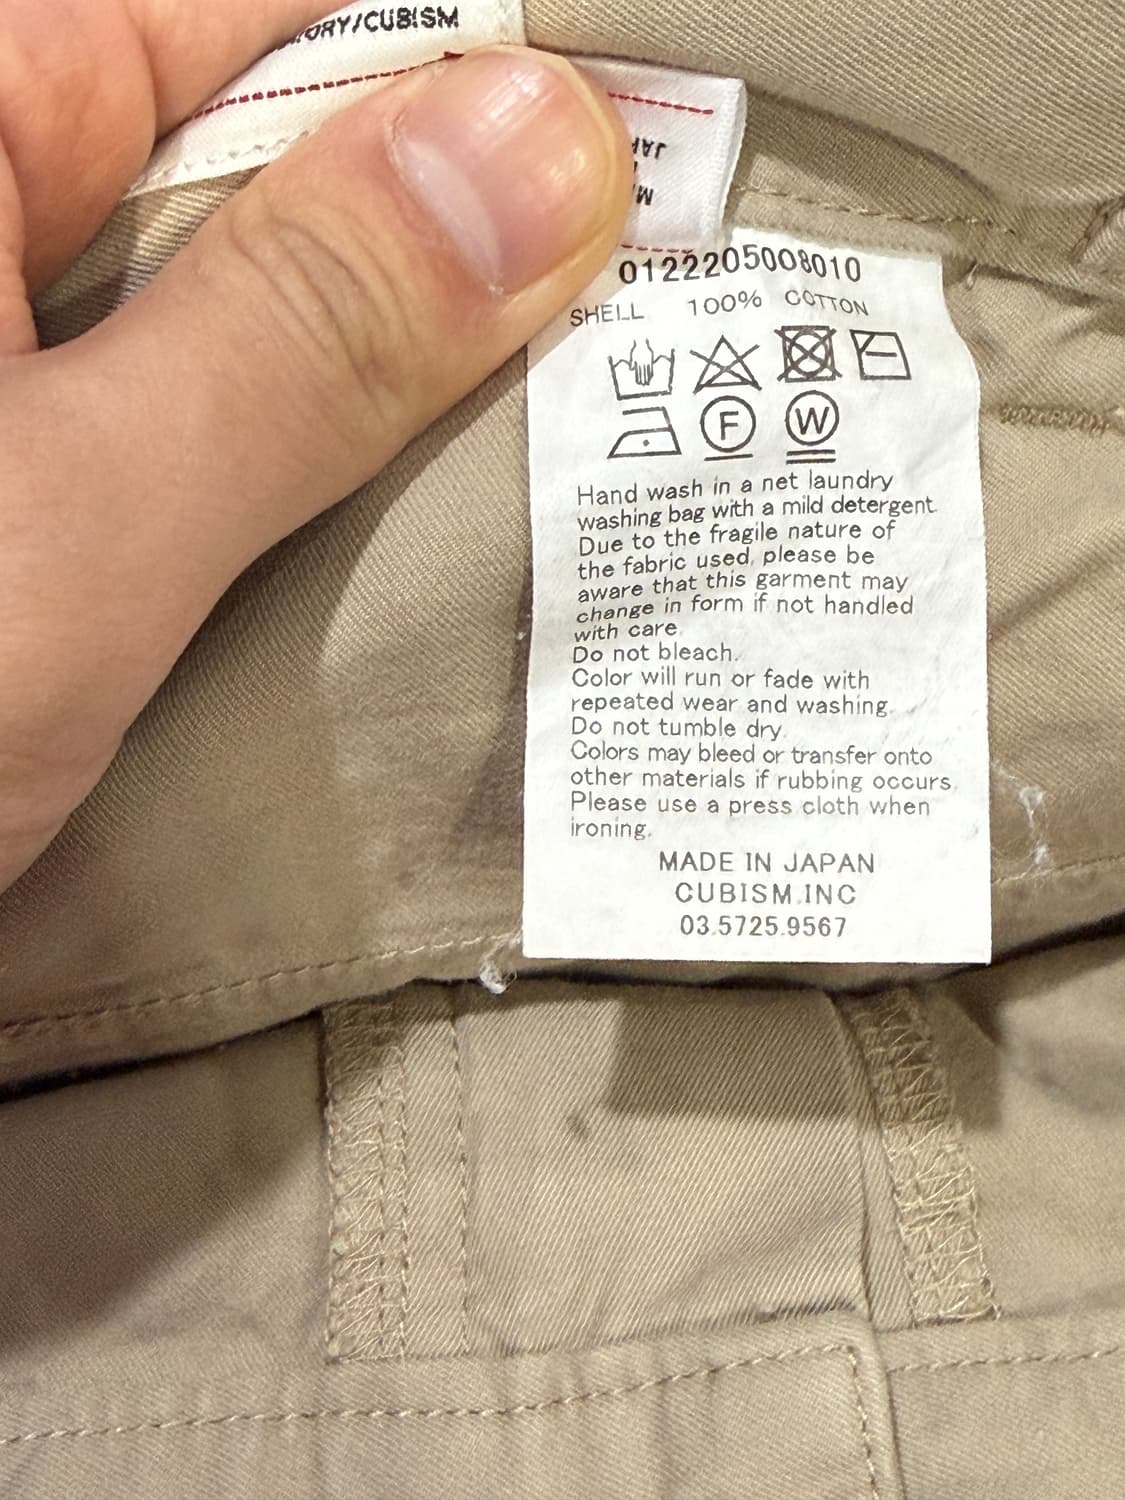 ORY/CUBISM
JAP
M
0122205008010
SHELL 100% COTTON
F W
Hand wash in a net laundry
washing bag with a mild detergent.
Due to the fragile nature of
the fabric used, please be
aware that this garment may
change in form if not handled
with care.
Do not bleach.
Color will run or fade with
repeated wear and washing.
Do not tumble dry.
Colors may bleed or transfer onto
other materials if rubbing occurs.
Please use a press cloth when
ironing.
MADE IN JAPAN
CUBISM.INC
03.5725.9567